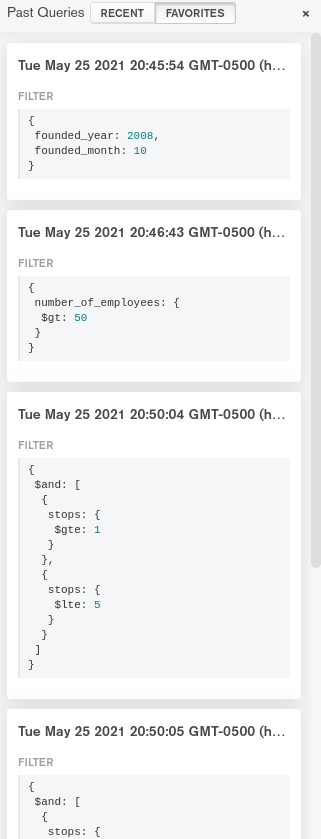 Past Queries RECENT FAVORITES ×
Tue May 25 2021 20:45:54 GMT-0500 (h...
FILTER
{
founded_year: 2008,
founded_month: 10
}
Tue May 25 2021 20:46:43 GMT-0500 (h...
FILTER
{
number_of_employees: {
$gt: 50
}
}
Tue May 25 2021 20:50:04 GMT-0500 (h...
FILTER
{
$and: [
{
stops: {
$gte: 1
}
},
{
stops: {
$lte: 5
}
}
]
}
Tue May 25 2021 20:50:05 GMT-0500 (h...
FILTER
{
$and: [
{
stops: {